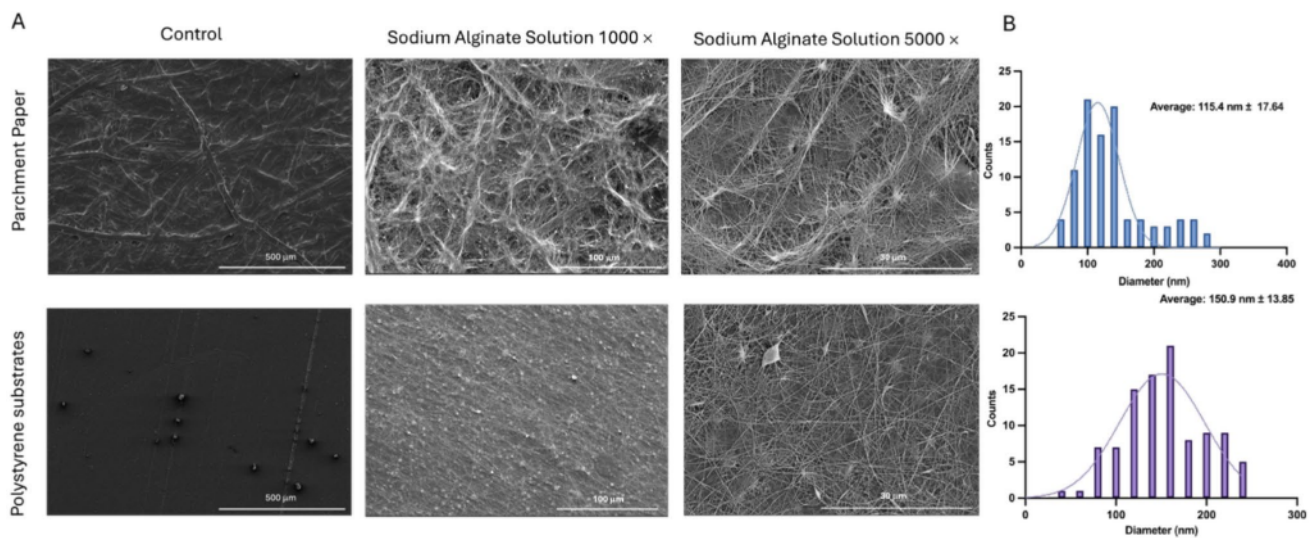 A
Control
Sodium Alginate Solution 1000 ×
Sodium Alginate Solution 5000 ×
B
Parchment Paper
500 µm
100 µm
30 µm
25
20
15
10
5
0
Counts
Average: 115.4 nm ± 17.64
0 100 200 300 400
Diameter (nm)
Polystyrene substrates
500 µm
100 µm
30 µm
Average: 150.9 nm ± 13.85
25
20
15
10
5
0
Counts
0 100 200 300
Diameter (nm)